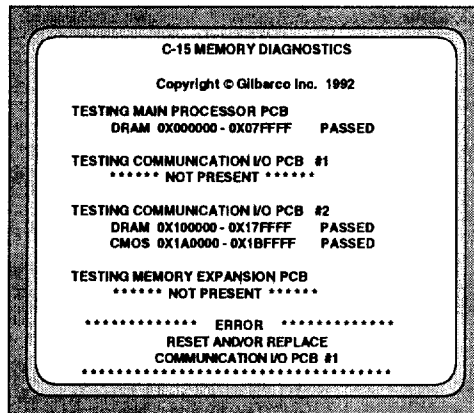 C-15 MEMORY DIAGNOSTICS
Copyright © Gilbarco Inc. 1992
TESTING MAIN PROCESSOR PCB
DRAM 0X000000 - 0X07FFFF PASSED
TESTING COMMUNICATION I/O PCB #1
* * * * * * NOT PRESENT * * * * * *
TESTING COMMUNICATION I/O PCB #2
DRAM 0X100000 - 0X17FFFF PASSED
CMOS 0X1A0000 - 0X1BFFFF PASSED
TESTING MEMORY EXPANSION PCB
* * * * * * NOT PRESENT * * * * * *
* * * * * * * * * * * * * ERROR * * * * * * * * * * * * *
RESET AND/OR REPLACE
COMMUNICATION I/O PCB #1
* * * * * * * * * * * * * * * * * * * * * * * * * * * * * * * * * * *